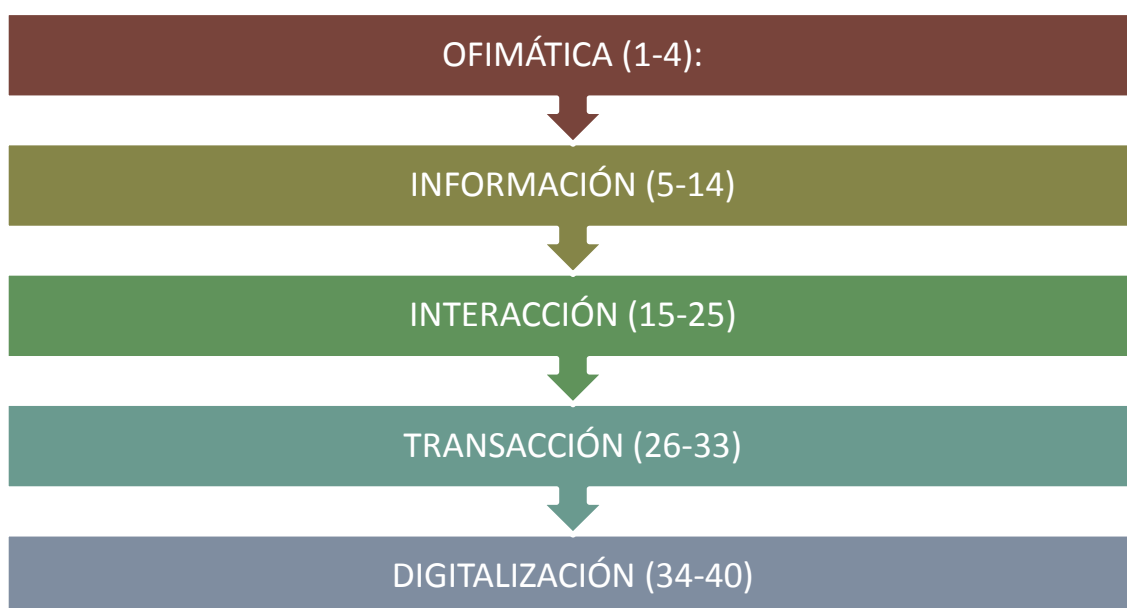 OFIMÁTICA (1-4):
INFORMACIÓN (5-14)
INTERACCIÓN (15-25)
TRANSACCIÓN (26-33)
DIGITALIZACIÓN (34-40)